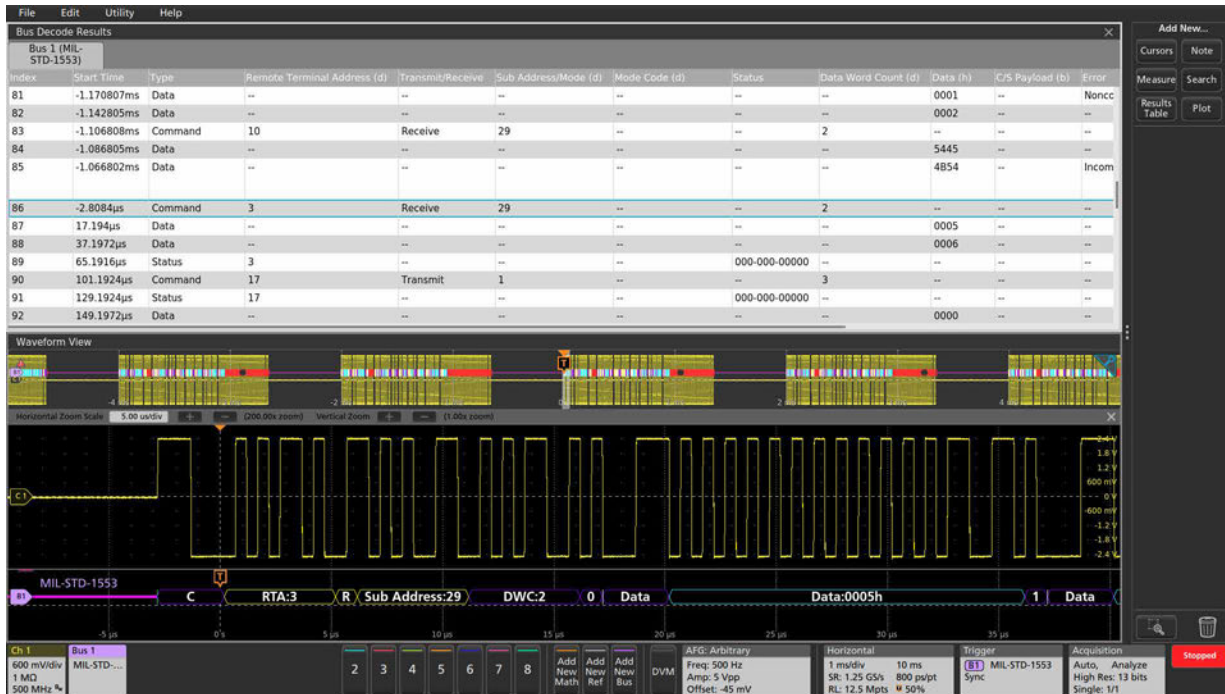 File Edit Utility Help
Bus Decode Results
Bus 1 (MIL-
STD-1553)
Index Start Time Type Remote Terminal Address (d) Transmit/Receive Sub Address/Mode (d) Mode Code (d) Status Data Word Count (d) Data (h) C/S Payload (b) Error
81 -1.170807ms Data -- -- -- -- -- -- 0001 -- Noncc
82 -1.142805ms Data -- -- -- -- -- -- 0002 -- --
83 -1.106808ms Command 10 Receive 29 -- -- 2 -- -- --
84 -1.086805ms Data -- -- -- -- -- -- 5445 -- --
85 -1.066802ms Data -- -- -- -- -- -- 4B54 -- Incom
86 -2.8084µs Command 3 Receive 29 -- -- 2 -- -- --
87 17.194µs Data -- -- -- -- -- -- 0005 -- --
88 37.1972µs Data -- -- -- -- -- -- 0006 -- --
89 65.1916µs Status 3 -- -- -- 000-000-00000 -- -- -- --
90 101.1924µs Command 17 Transmit 1 -- -- 3 -- -- --
91 129.1924µs Status 17 -- -- -- 000-000-00000 -- -- -- --
92 149.1972µs Data -- -- -- -- -- -- 0000 -- --
Waveform View
T
Horizontal Zoom Scale 5.00 us/div + - (200.00x zoom) Vertical Zoom + - (1.00x zoom)
2.4 V
1.8 V
1.2 V
600 mV
C1 0 V
-600 mV
-1.2 V
-1.8 V
-2.4 V
MIL-STD-1553
T
B1 C RTA:3 R Sub Address:29 DWC:2 0 Data Data:0005h 1 Data
-5 µs 0 s 5 µs 10 µs 15 µs 20 µs 25 µs 30 µs 35 µs
Add New...
Cursors Note
Measure Search
Results
Table Plot
Ch 1
600 mV/div
1 MΩ
500 MHz
Bus 1
MIL-STD-...
2 3 4 5 6 7 8
Add
New
Math
Add
New
Ref
Add
New
Bus
DVM
AFG: Arbitrary
Freq: 500 Hz
Amp: 5 Vpp
Offset: -45 mV
Horizontal
1 ms/div 10 ms
SR: 1.25 GS/s 800 ps/pt
RL: 12.5 Mpts 50%
Trigger
B1 MIL-STD-1553
Sync
Acquisition
Auto, Analyze
High Res: 13 bits
Single: 1/1
Stopped